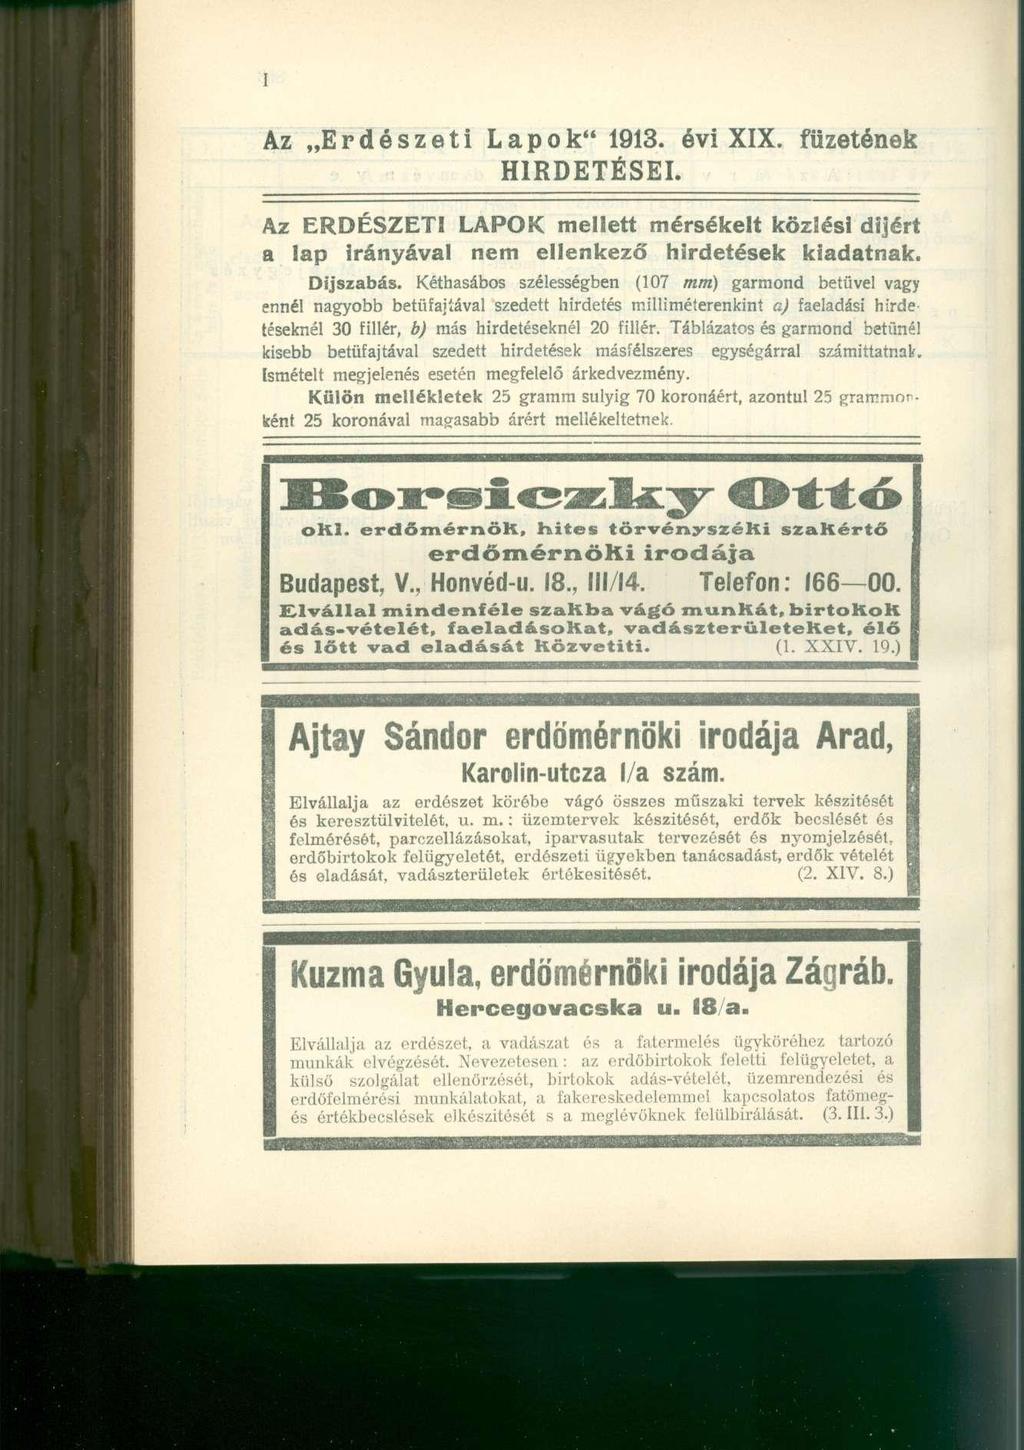 I
Az „Erdészeti Lapok“ 1913. évi XIX. füzetének
HIRDETÉSEI.
Az ERDÉSZETI LAPOK mellett mérsékelt közlési dijért
a lap irányával nem ellenkező hirdetések kiadatnak.
Dijszabás. Kéthasábos szélességben (107 mm) garmond betüvel vagy
ennél nagyobb betüfajtával szedett hirdetés milliméterenkint a) faeladási hirde-
téseknél 30 fillér, b) más hirdetéseknél 20 fillér. Táblázatos és garmond betünél
kisebb betüfajtával szedett hirdetések másfélszeres egységárral számittatnak.
Ismételt megjelenés esetén megfelelő árkedvezmény.
Külön mellékletek 25 gramm sulyig 70 koronáért, azontul 25 grammon-
ként 25 koronával magasabb árért mellékeltetnek.
Borsiczky Ottó
okl. erdőmérnök, hites törvényszéki szakértő
erdőmérnöki irodája
Budapest, V., Honvéd-u. 18., III/14. Telefon: 166—00.
Elvállal mindenféle szakba vágó munkát, birtokok
adás-vételét, faeladásokat, vadászterületeket, élő
és lőtt vad eladását közvetiti. (1. XXIV. 19.)
Ajtay Sándor erdőmérnöki irodája Arad,
Karolin-utcza I/a szám.
Elvállalja az erdészet körébe vágó összes műszaki tervek készitését
és keresztülvitelét, u. m. : üzemtervek készitését, erdők becslését és
felmérését, parczellázásokat, iparvasutak tervezését és nyomjelzését,
erdőbirtokok felügyeletét, erdészeti ügyekben tanácsadást, erdők vételét
és eladását, vadászterületek értékesitését. (2. XIV. 8.)
Kuzma Gyula, erdőmérnöki irodája Zágráb.
Hercegovacska u. 18/a.
Elvállalja az erdészet, a vadászat és a fatermelés ügyköréhez tartozó
munkák elvégzését. Nevezetesen : az erdőbirtokok feletti felügyeletet, a
külső szolgálat ellenőrzését, birtokok adás-vételét, üzemrendezési és
erdőfelmérési munkálatokat, a fakereskedelemmel kapcsolatos fatömeg-
és értékbecslések elkészitését s a meglévőknek felülbirálását. (3. III. 3.)